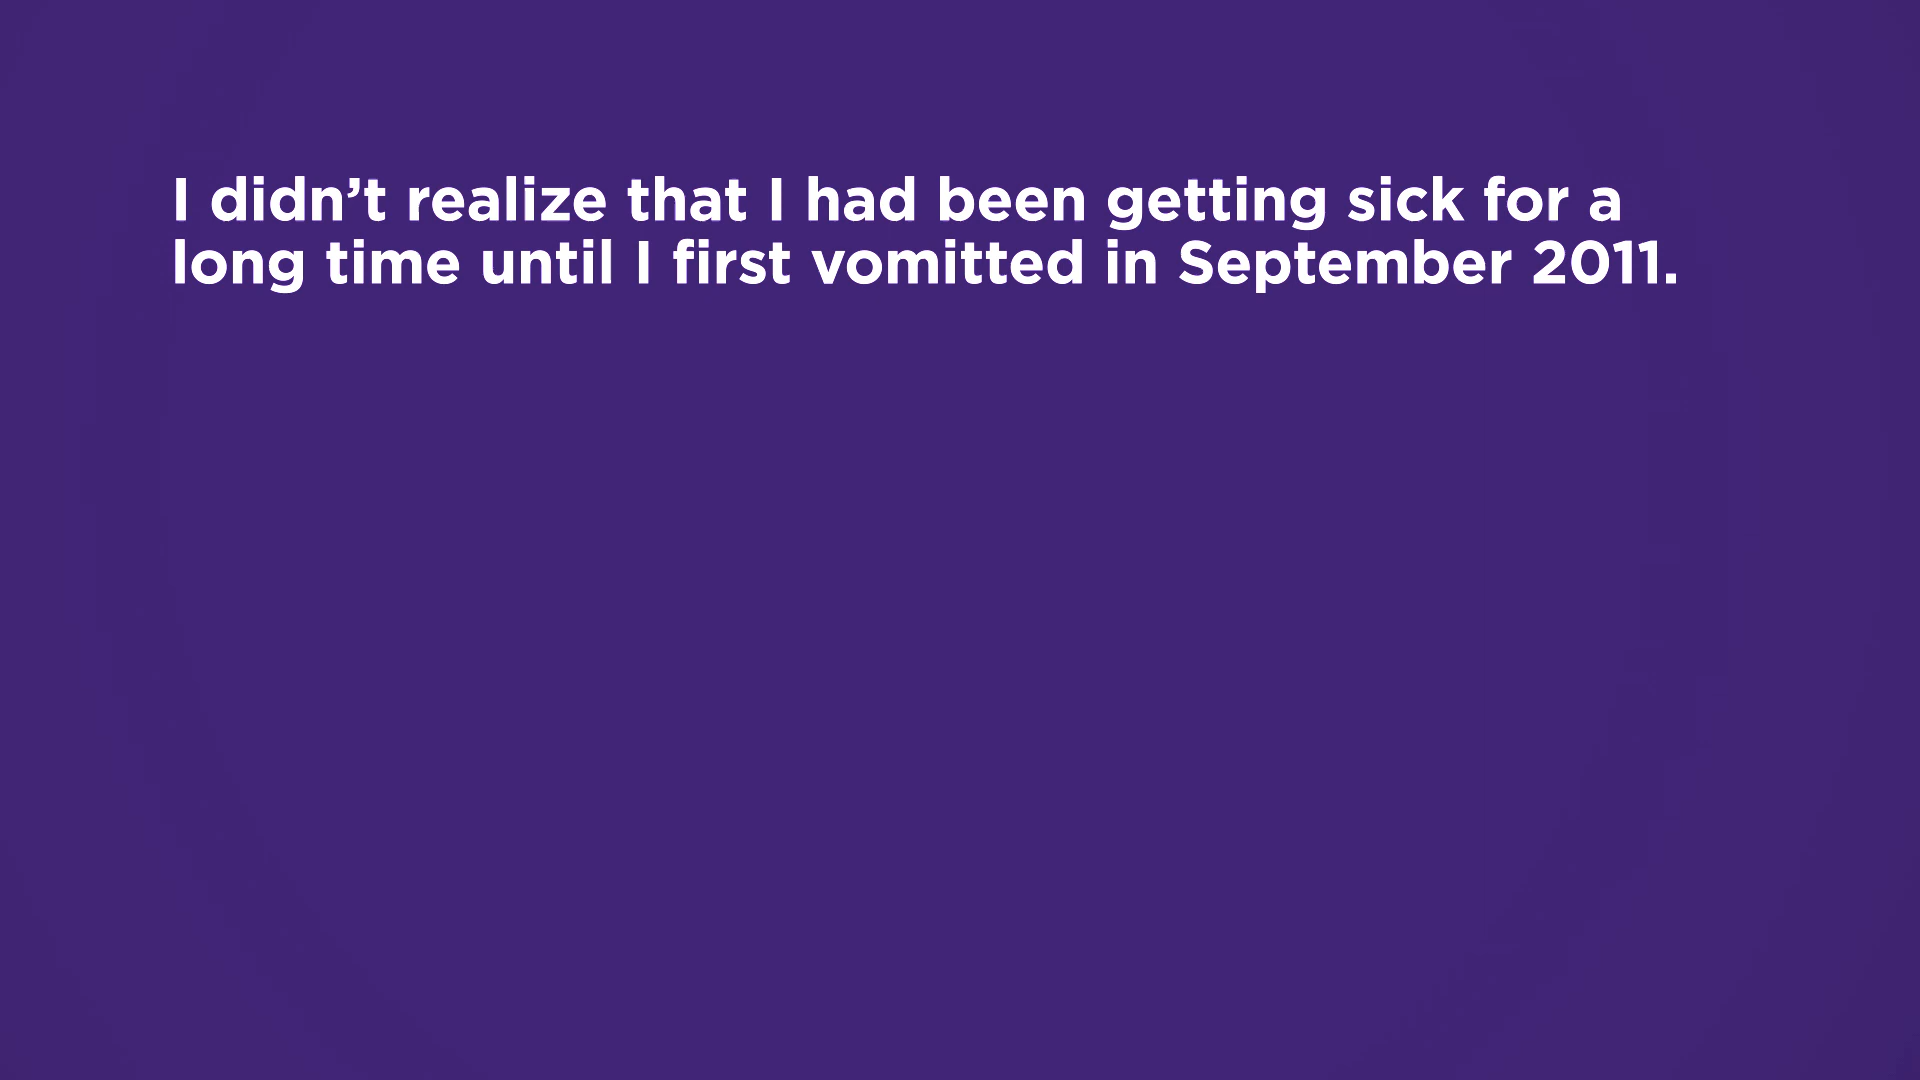 I didn’t realize that I had been getting sick for a
long time until I first vomitted in September 2011.